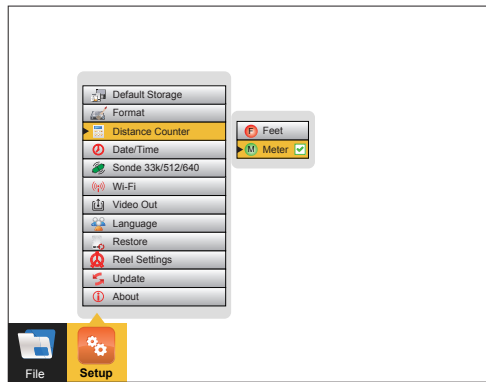 Default Storage
Format
Distance Counter
Date/Time
Sonde 33k/512/640
Wi-Fi
Video Out
Language
Restore
Reel Settings
Update
About
F Feet
M Meter
File
Setup